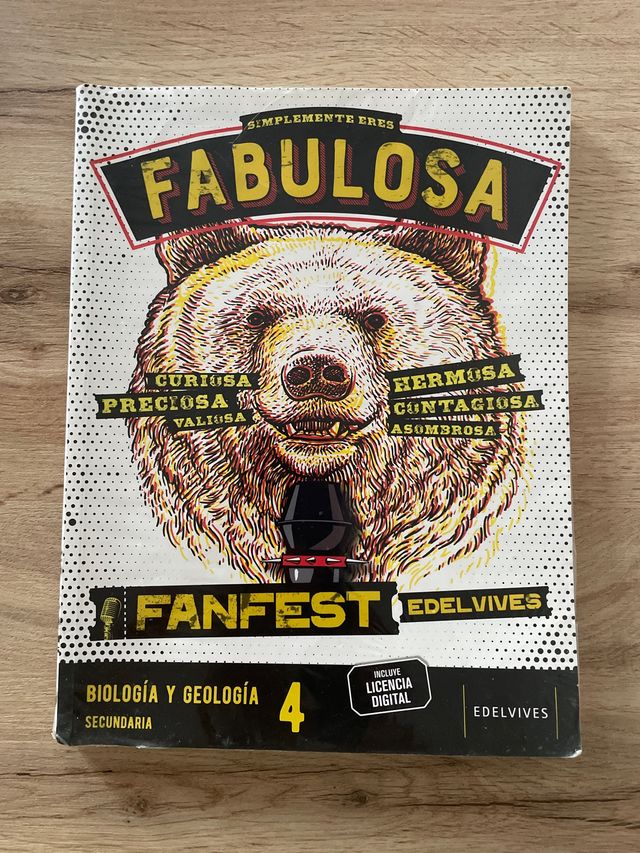 SIMPLEMENTE ERES
FABULOSA
CURIOSA
PRECIOSA
VALIOSA
HERMOSA
CONTAGIOSA
ASOMBROSA
FANFEST
EDELVIVES
BIOLOGÍA Y GEOLOGÍA
SECUNDARIA
4
INCLUYE
LICENCIA
DIGITAL
EDELVIVES